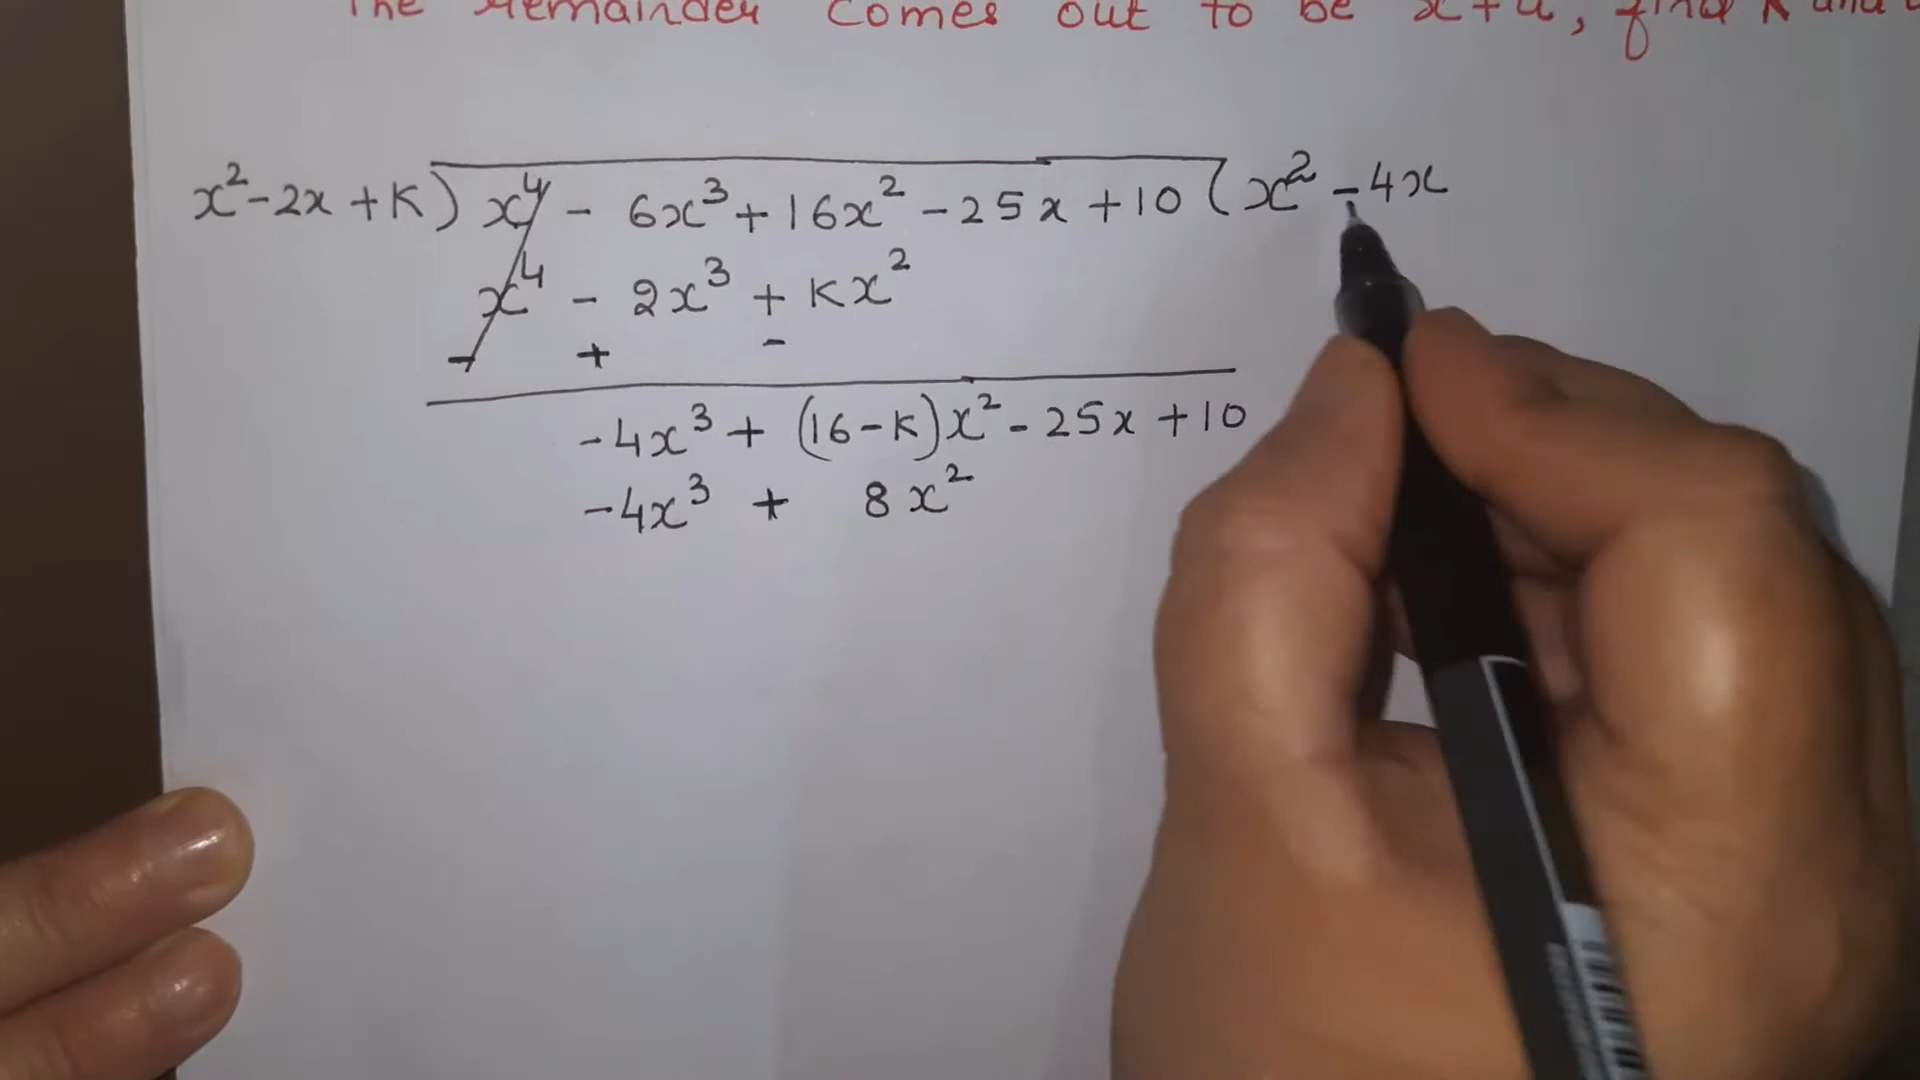 The remainder comes out to be x+a, find K and
x² - 2x + K ) x⁴ - 6x³ + 16x² - 25x + 10 ( x² - 4x
x⁴ - 2x³ + Kx²
- + -
-4x³ + (16-K)x² - 25x + 10
-4x³ + 8x²